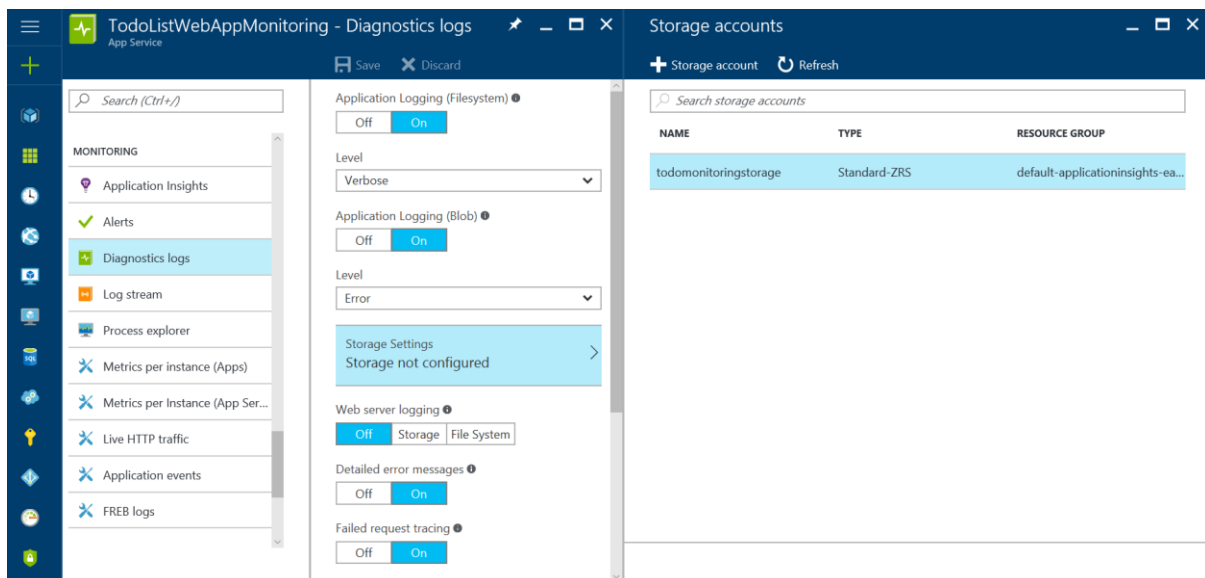 TodoListWebAppMonitoring - Diagnostics logs
App Service
Save
Discard
Search (Ctrl+/)
MONITORING
Application Insights
Alerts
Diagnostics logs
Log stream
Process explorer
Metrics per instance (Apps)
Metrics per Instance (App Ser...
Live HTTP traffic
Application events
FREB logs
Application Logging (Filesystem)
Off On
Level
Verbose
Application Logging (Blob)
Off On
Level
Error
Storage Settings
Storage not configured
Web server logging
Off Storage File System
Detailed error messages
Off On
Failed request tracing
Off On
Storage accounts
Storage account
Refresh
Search storage accounts
NAME TYPE RESOURCE GROUP
todomonitoringstorage Standard-ZRS default-applicationinsights-ea...
SQL